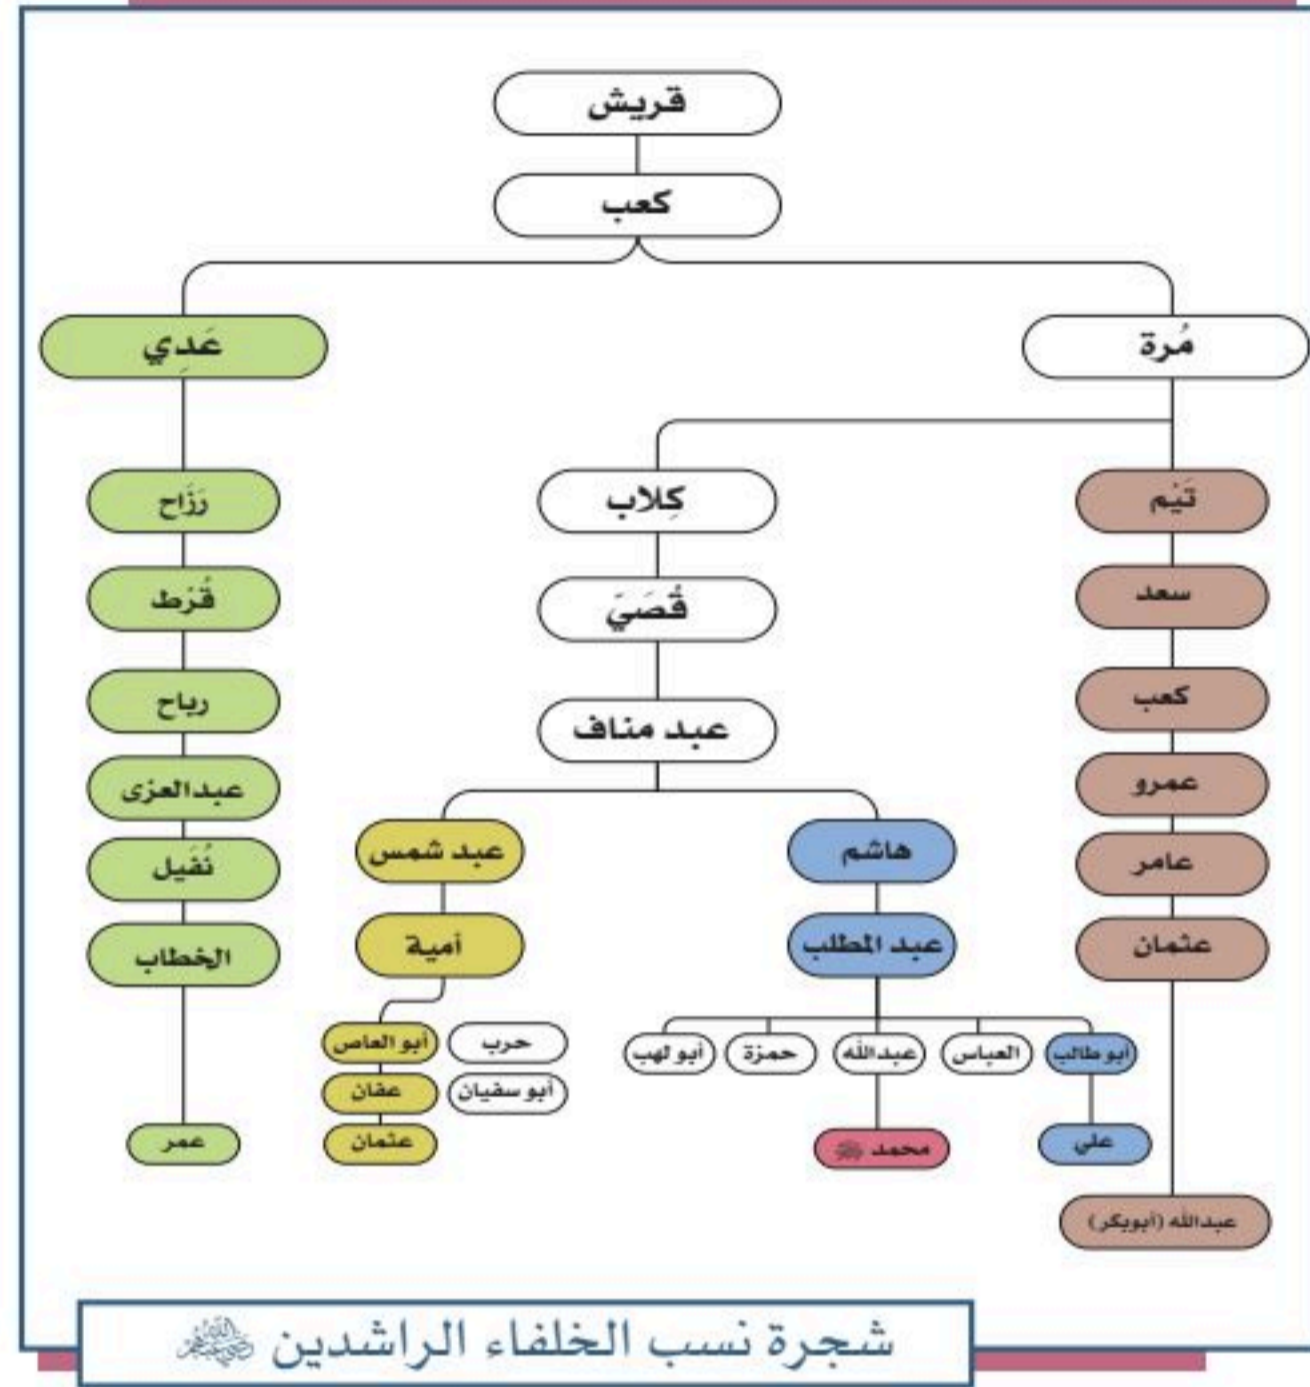 قريش
كعب
مُرة
عَدِي
تَيْم
كِلاب
رَزَاح
سعد
قُصَيَ
قُرَط
كعب
عبد مناف
رياح
عمرو
عبدالعزى
عامر
هاشم
عبد شمس
نُفَيل
عثمان
عبد المطلب
أمية
الخطاب
أبو طالب
العباس
عبدالله
حمزة
أبو لهب
حرب
أبو العاص
أبو سفيان
عفان
علي
محمد ﷺ
عثمان
عمر
عبدالله (أبوبكر)
شجرة نسب الخلفاء الراشدين